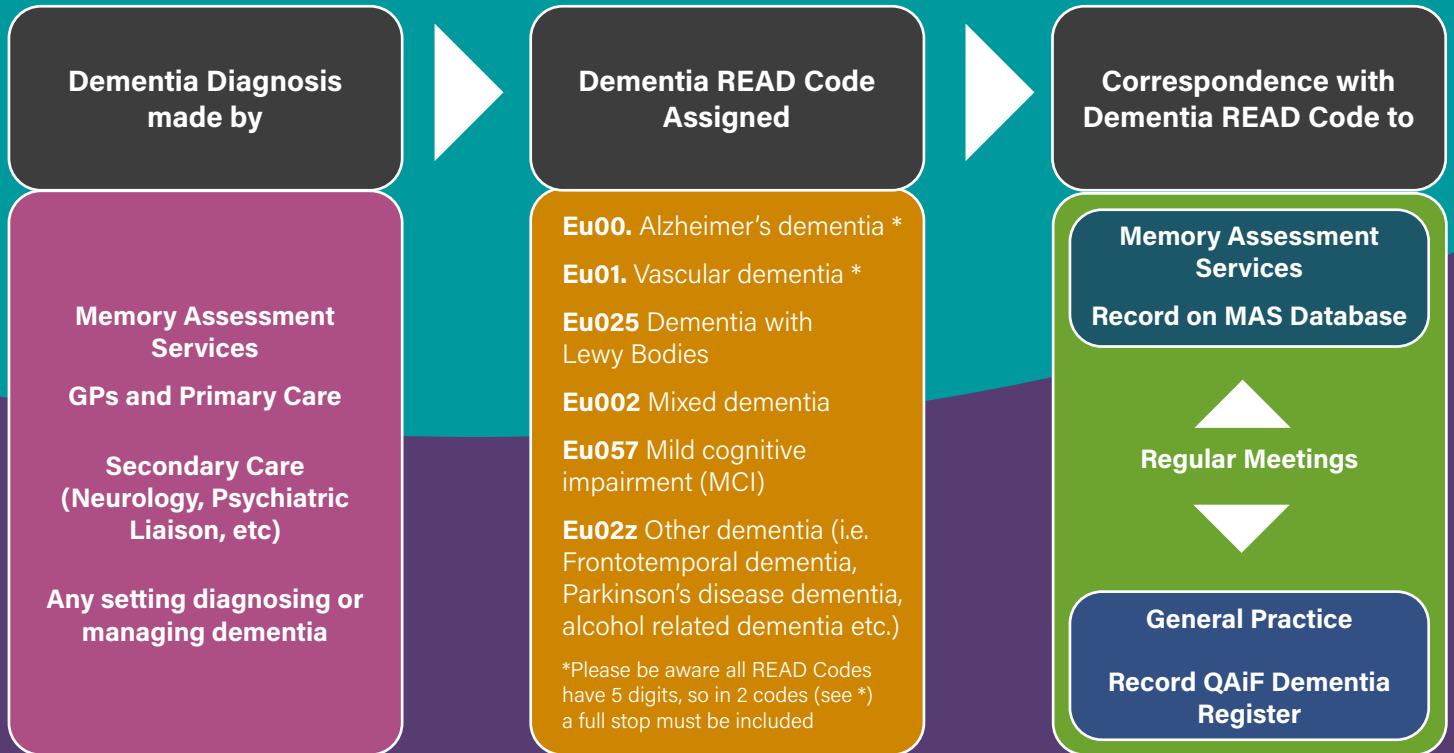 Dementia Diagnosis
made by
Memory Assessment
Services
GPs and Primary Care
Secondary Care
(Neurology, Psychiatric
Liaison, etc)
Any setting diagnosing or
managing dementia
Dementia READ Code
Assigned
Eu00. Alzheimer's dementia *
Eu01. Vascular dementia *
Eu025 Dementia with
Lewy Bodies
Eu002 Mixed dementia
Eu057 Mild cognitive
impairment (MCI)
Eu02z Other dementia (i.e.
Frontotemporal dementia,
Parkinson's disease dementia,
alcohol related dementia etc.)
*Please be aware all READ Codes
have 5 digits, so in 2 codes (see *)
a full stop must be included
Correspondence with
Dementia READ Code to
Memory Assessment
Services
Record on MAS Database
Regular Meetings
General Practice
Record QAiF Dementia
Register